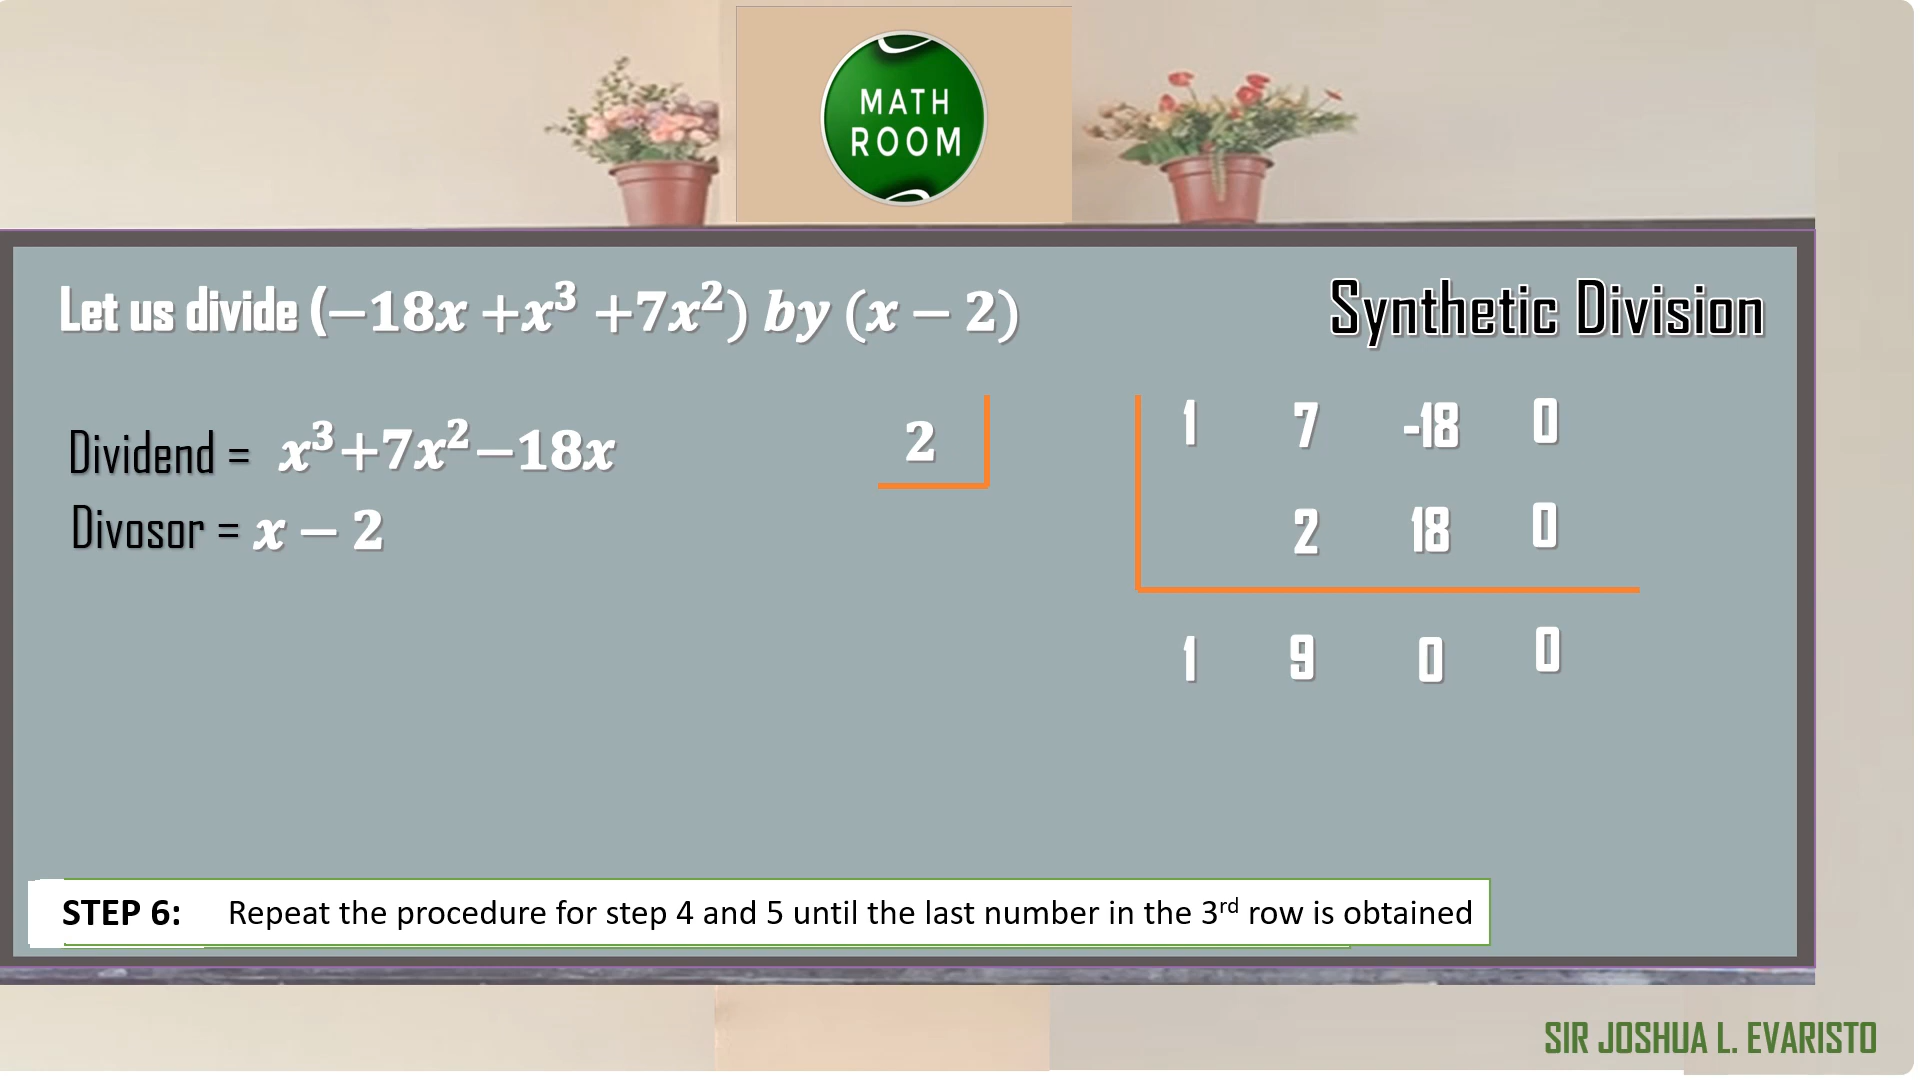 MATH
ROOM
Let us divide (−18x +x³ +7x²) by (x − 2)
Synthetic Division
Dividend = x³+7x²−18x
Divosor = x − 2
2
1 7 -18 0
2 18 0
1 9 0 0
STEP 6: Repeat the procedure for step 4 and 5 until the last number in the 3rd row is obtained
SIR JOSHUA L. EVARISTO